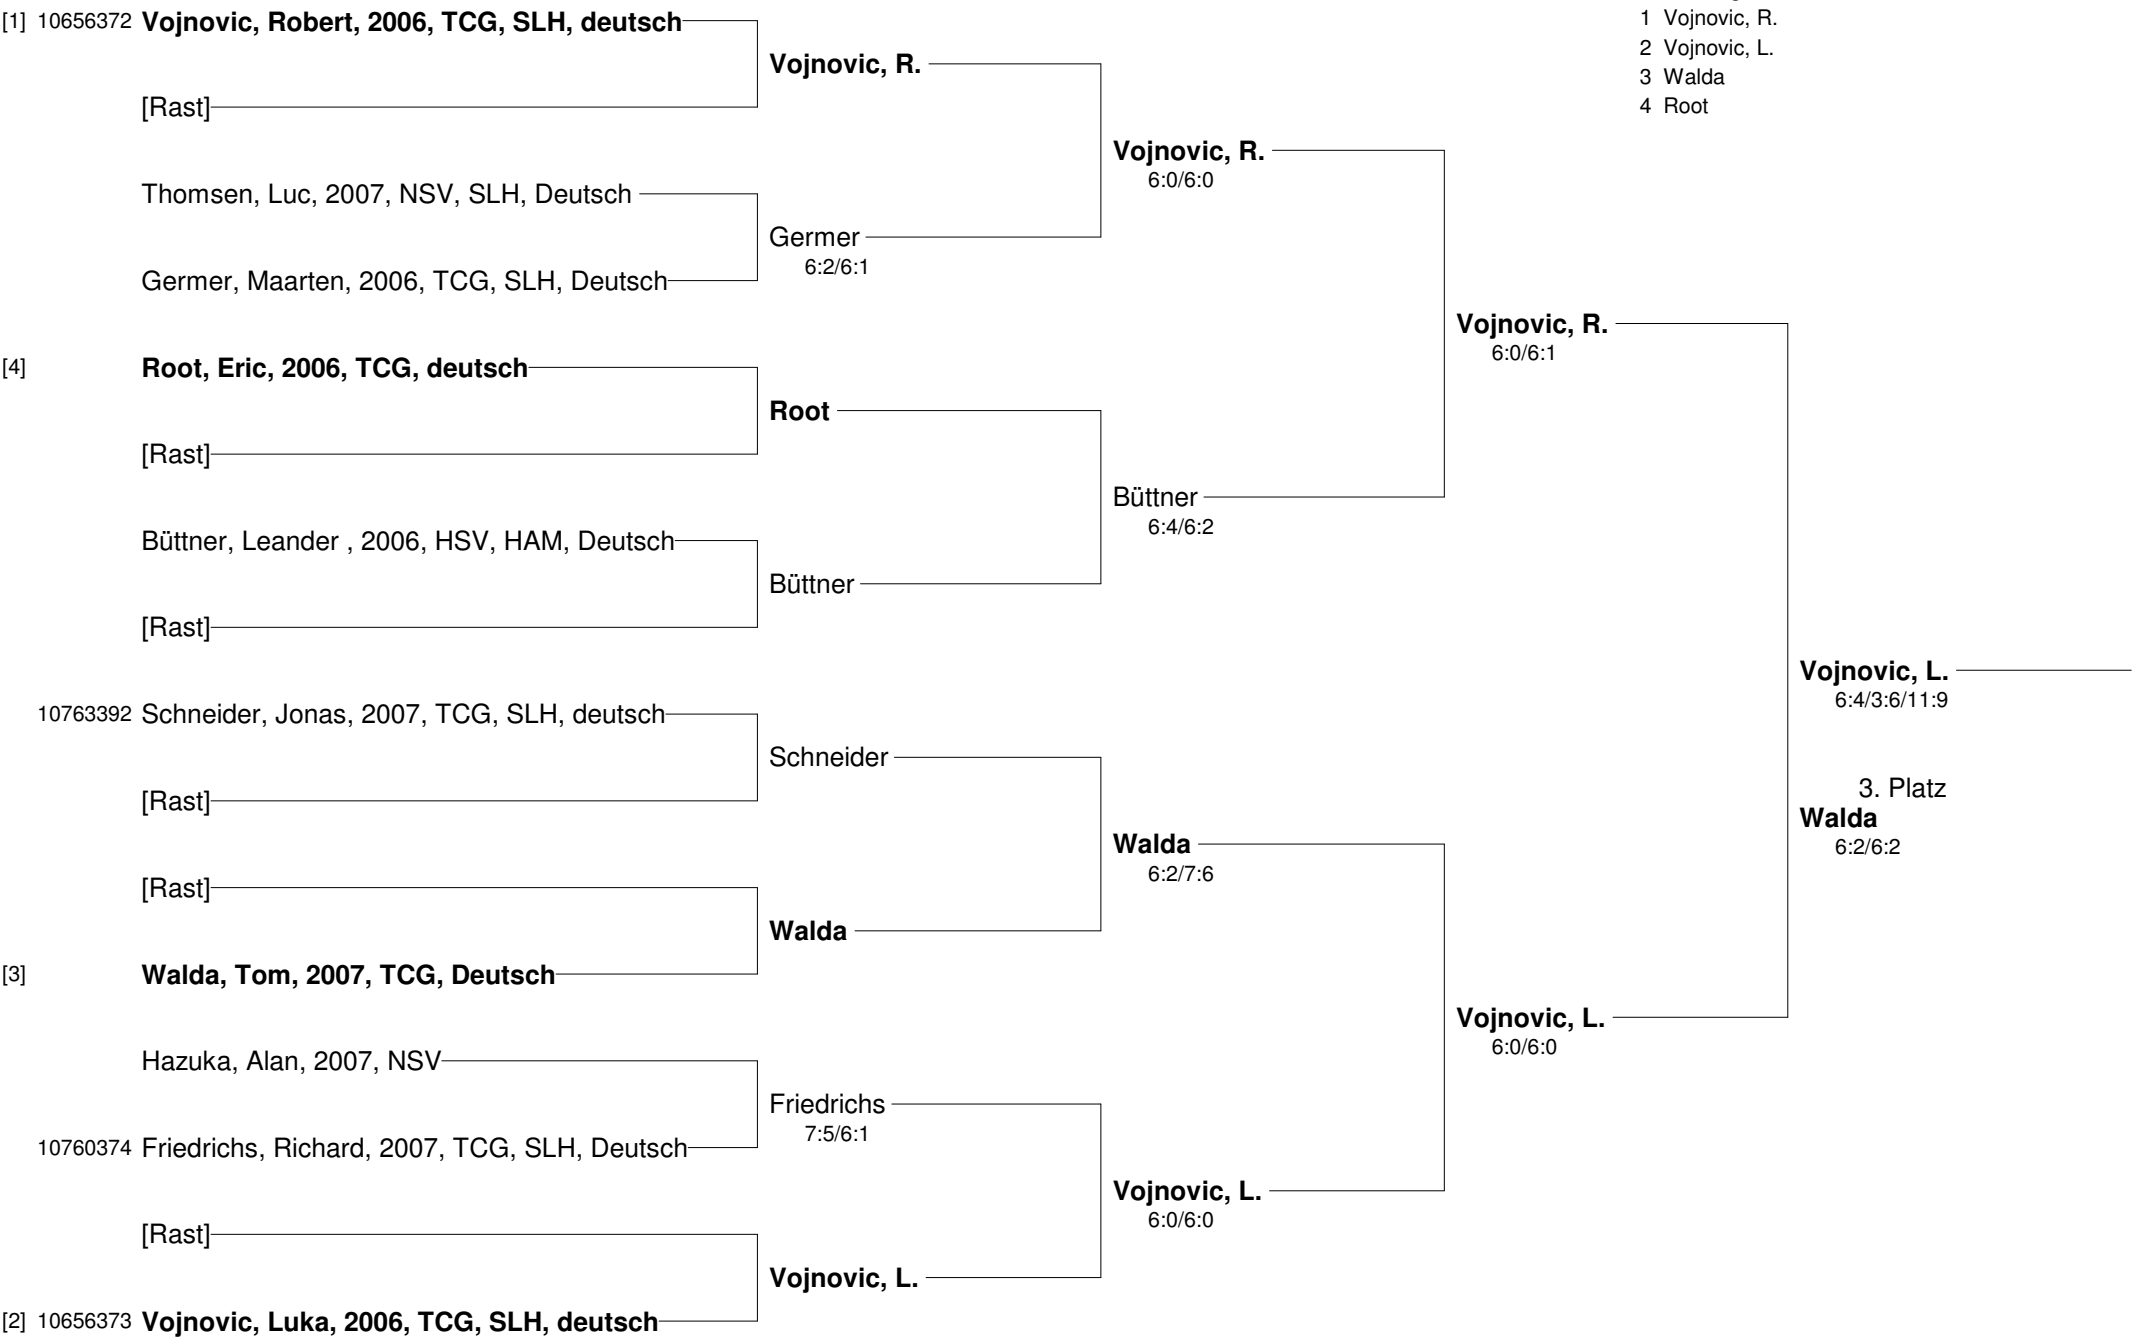 [1] 10656372 Vojnovic, Robert, 2006, TCG, SLH, deutsch
[Rast]
Thomsen, Luc, 2007, NSV, SLH, Deutsch
Germer, Maarten, 2006, TCG, SLH, Deutsch
[4] Root, Eric, 2006, TCG, deutsch
[Rast]
Büttner, Leander , 2006, HSV, HAM, Deutsch
[Rast]
10763392 Schneider, Jonas, 2007, TCG, SLH, deutsch
[Rast]
[Rast]
[3] Walda, Tom, 2007, TCG, Deutsch
Hazuka, Alan, 2007, NSV
10760374 Friedrichs, Richard, 2007, TCG, SLH, Deutsch
[Rast]
[2] 10656373 Vojnovic, Luka, 2006, TCG, SLH, deutsch
Vojnovic, R.
Germer
6:2/6:1
Root
Büttner
Schneider
Walda
Friedrichs
7:5/6:1
Vojnovic, L.
Vojnovic, R.
6:0/6:0
Büttner
6:4/6:2
Walda
6:2/7:6
Vojnovic, L.
6:0/6:0
Vojnovic, R.
6:0/6:1
Vojnovic, L.
6:0/6:0
Vojnovic, L.
6:4/3:6/11:9
3. Platz
Walda
6:2/6:2
1 Vojnovic, R.
2 Vojnovic, L.
3 Walda
4 Root